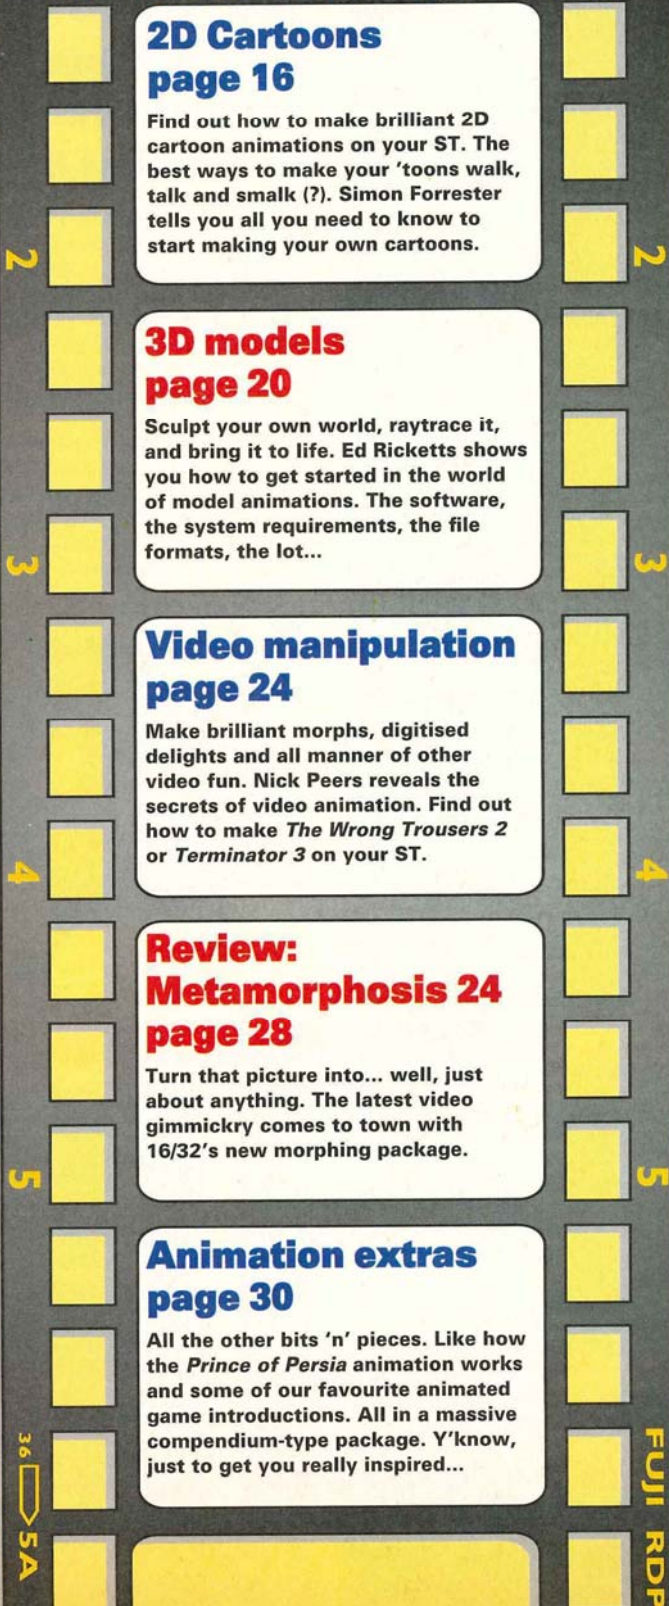 2D Cartoons
page 16
Find out how to make brilliant 2D
cartoon animations on your ST. The
best ways to make your 'toons walk,
talk and smalk (?). Simon Forrester
tells you all you need to know to
start making your own cartoons.
2
2
3D models
page 20
Sculpt your own world, raytrace it,
and bring it to life. Ed Ricketts shows
you how to get started in the world
of model animations. The software,
the system requirements, the file
formats, the lot...
3
3
Video manipulation
page 24
Make brilliant morphs, digitised
delights and all manner of other
video fun. Nick Peers reveals the
secrets of video animation. Find out
how to make The Wrong Trousers 2
or Terminator 3 on your ST.
4
4
Review:
Metamorphosis 24
page 28
Turn that picture into... well, just
about anything. The latest video
gimmickry comes to town with
16/32's new morphing package.
5
5
Animation extras
page 30
All the other bits 'n' pieces. Like how
the Prince of Persia animation works
and some of our favourite animated
game introductions. All in a massive
compendium-type package. Y'know,
just to get you really inspired...
36 5A
FUJI RDP